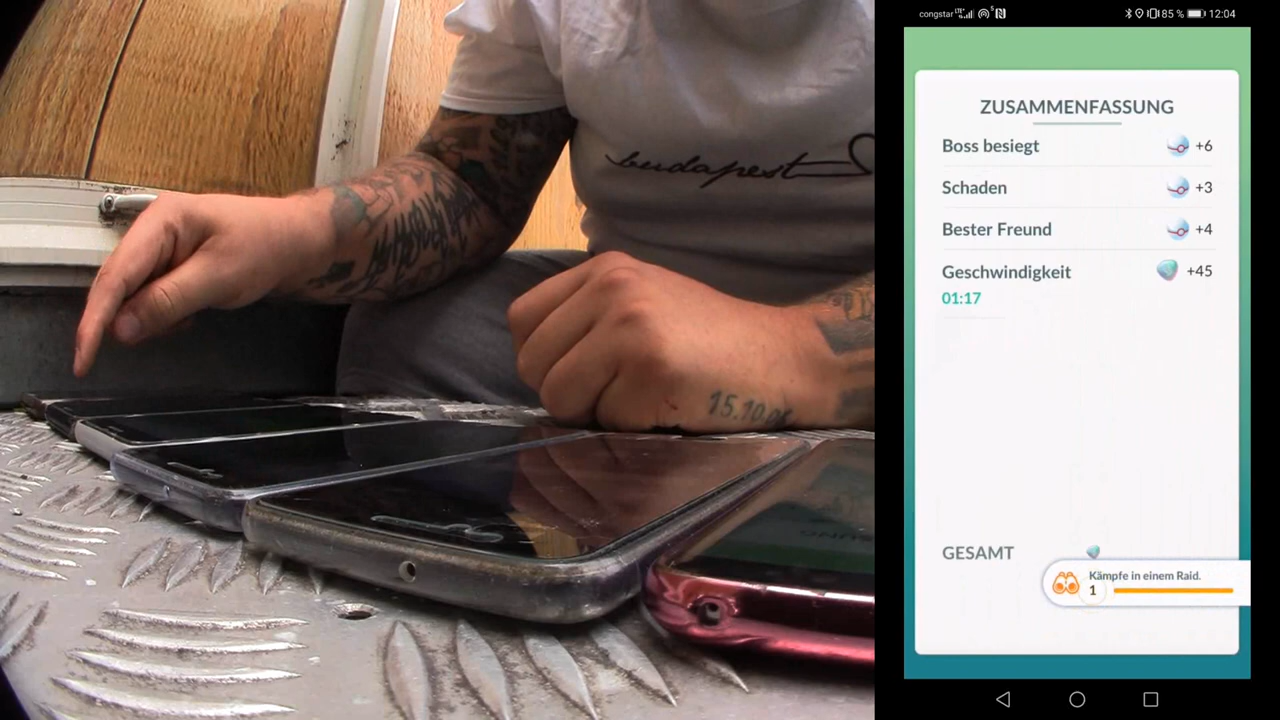 budapest
15.10.
congstar
85 %
12:04
ZUSAMMENFASSUNG
Boss besiegt +6
Schaden +3
Bester Freund +4
Geschwindigkeit +45
01:17
GESAMT
Kämpfe in einem Raid.
1